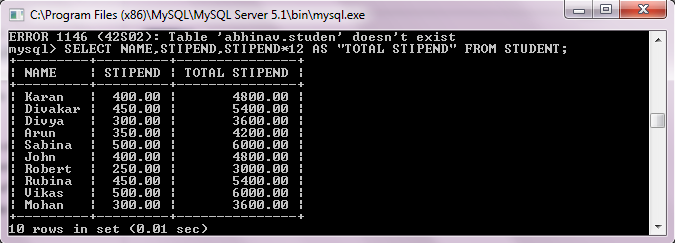 C:\Program Files (x86)\MySQL\MySQL Server 5.1\bin\mysql.exe
ERROR 1146 (42S02): Table 'abhinav.studen' doesn't exist
mysql> SELECT NAME,STIPEND,STIPEND*12 AS "TOTAL STIPEND" FROM STUDENT;
+---------+---------+---------------+
| NAME | STIPEND | TOTAL STIPEND |
+---------+---------+---------------+
| Karan | 400.00 | 4800.00 |
| Divakar | 450.00 | 5400.00 |
| Divya | 300.00 | 3600.00 |
| Arun | 350.00 | 4200.00 |
| Sabina | 500.00 | 6000.00 |
| John | 400.00 | 4800.00 |
| Robert | 250.00 | 3000.00 |
| Rubina | 450.00 | 5400.00 |
| Vikas | 500.00 | 6000.00 |
| Mohan | 300.00 | 3600.00 |
+---------+---------+---------------+
10 rows in set (0.01 sec)